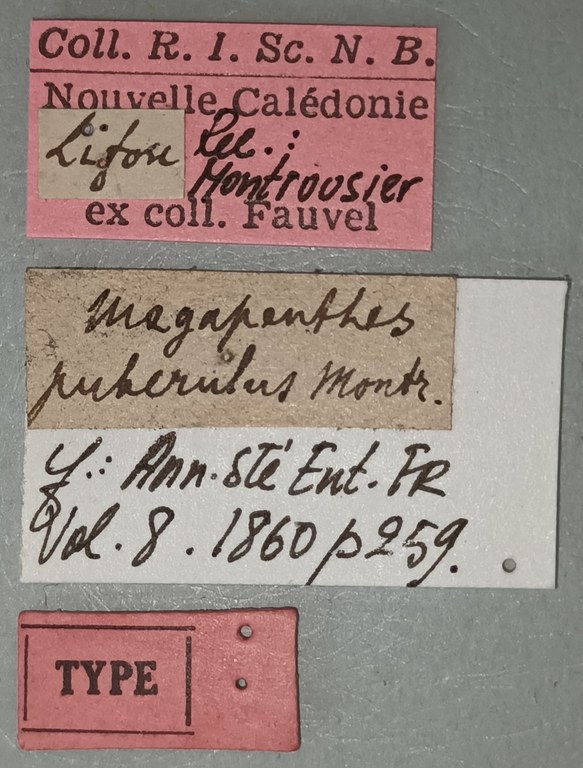 Coll. R. I. Sc. N. B.
Nouvelle Calédonie
Lifou Rec.:
Montrousier
ex coll. Fauvel
Megapenthes
puberulus Montr.
Ann. Sté Ent. FR
Vol. 8. 1860 p259.
TYPE